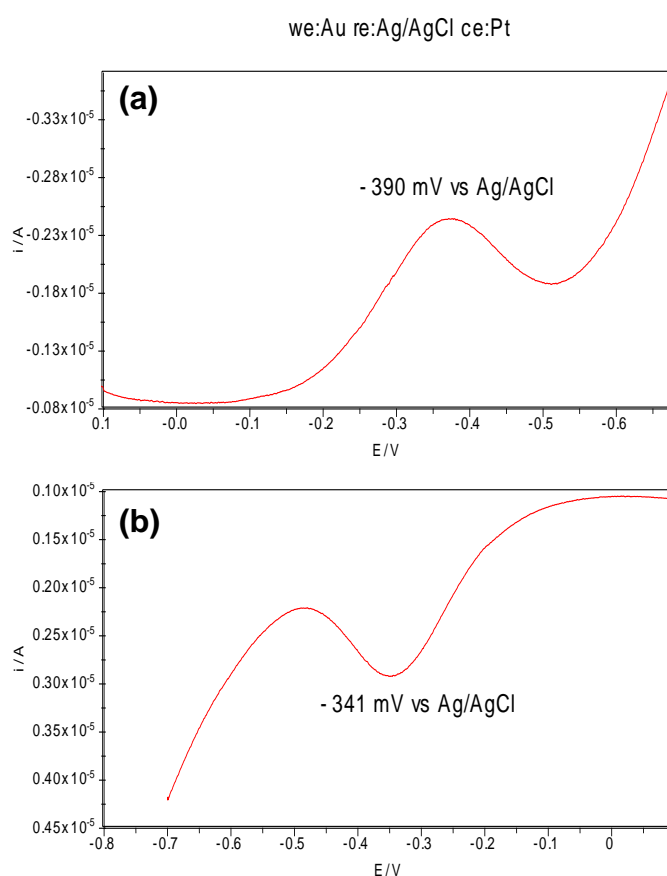 we:Au re:Ag/AgCl ce:Pt
(a)
-0.33x10⁻⁵
-0.28x10⁻⁵
-0.23x10⁻⁵
-0.18x10⁻⁵
-0.13x10⁻⁵
-0.08x10⁻⁵
i / A
- 390 mV vs Ag/AgCl
0.1 -0.0 -0.1 -0.2 -0.3 -0.4 -0.5 -0.6
E / V
(b)
0.10x10⁻⁵
0.15x10⁻⁵
0.20x10⁻⁵
0.25x10⁻⁵
0.30x10⁻⁵
0.35x10⁻⁵
0.40x10⁻⁵
0.45x10⁻⁵
i / A
- 341 mV vs Ag/AgCl
-0.8 -0.7 -0.6 -0.5 -0.4 -0.3 -0.2 -0.1 0
E / V